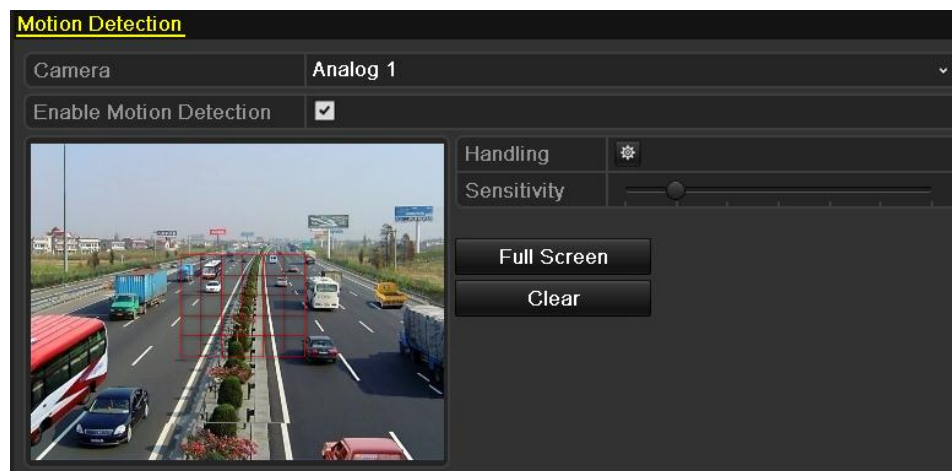 Motion Detection
Camera
Analog 1
Enable Motion Detection
Handling
Sensitivity
Full Screen
Clear